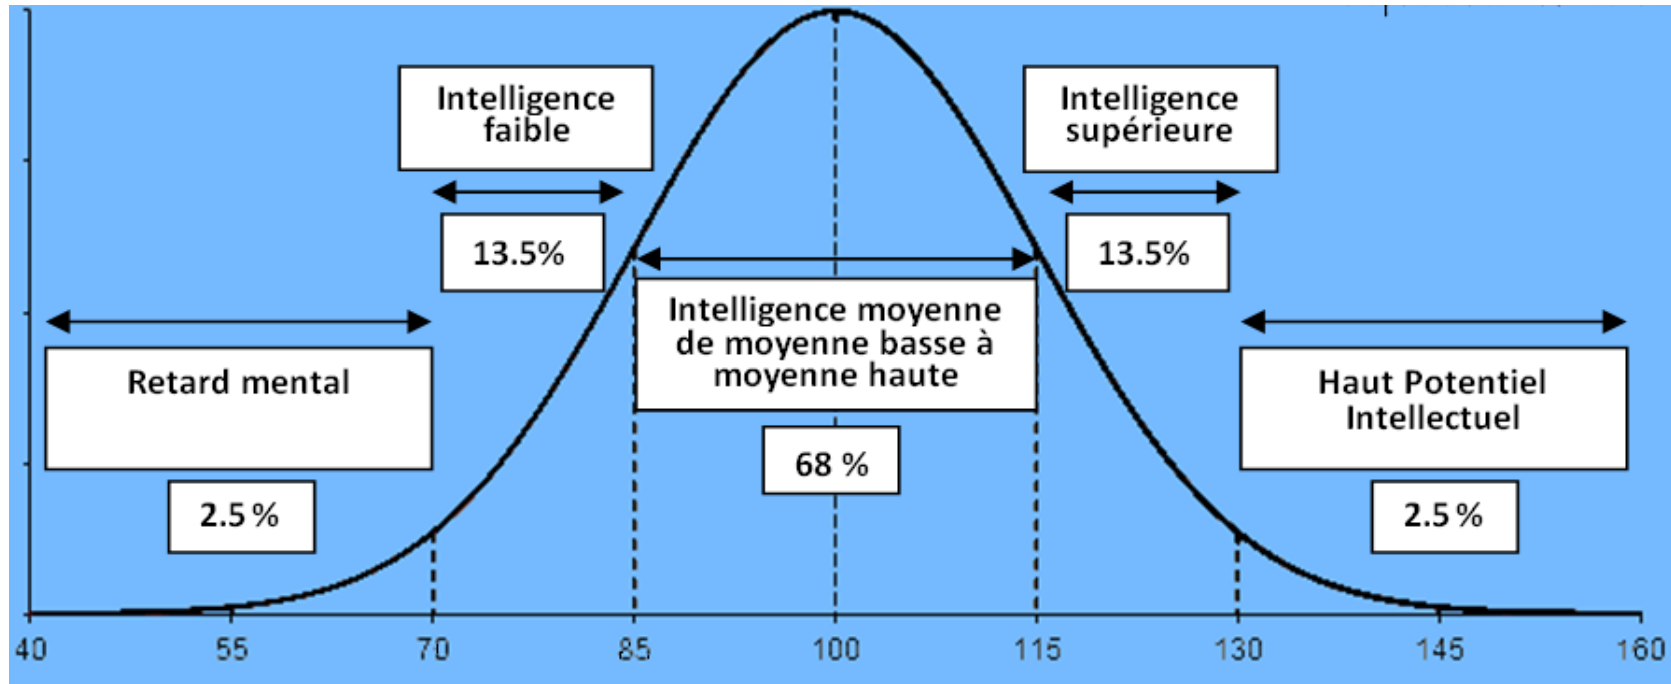 Intelligence
faible
Intelligence
supérieure
13.5%
13.5%
Intelligence moyenne
de moyenne basse à
moyenne haute
Retard mental
Haut Potentiel
Intellectuel
68 %
2.5 %
2.5 %
40 55 70 85 100 115 130 145 160